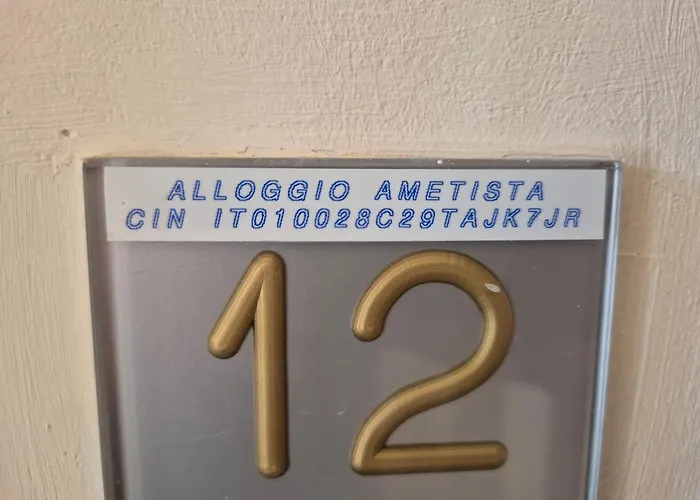 ALLOGGIO AMETISTA
CIN IT010028C29TAJK7JR
12